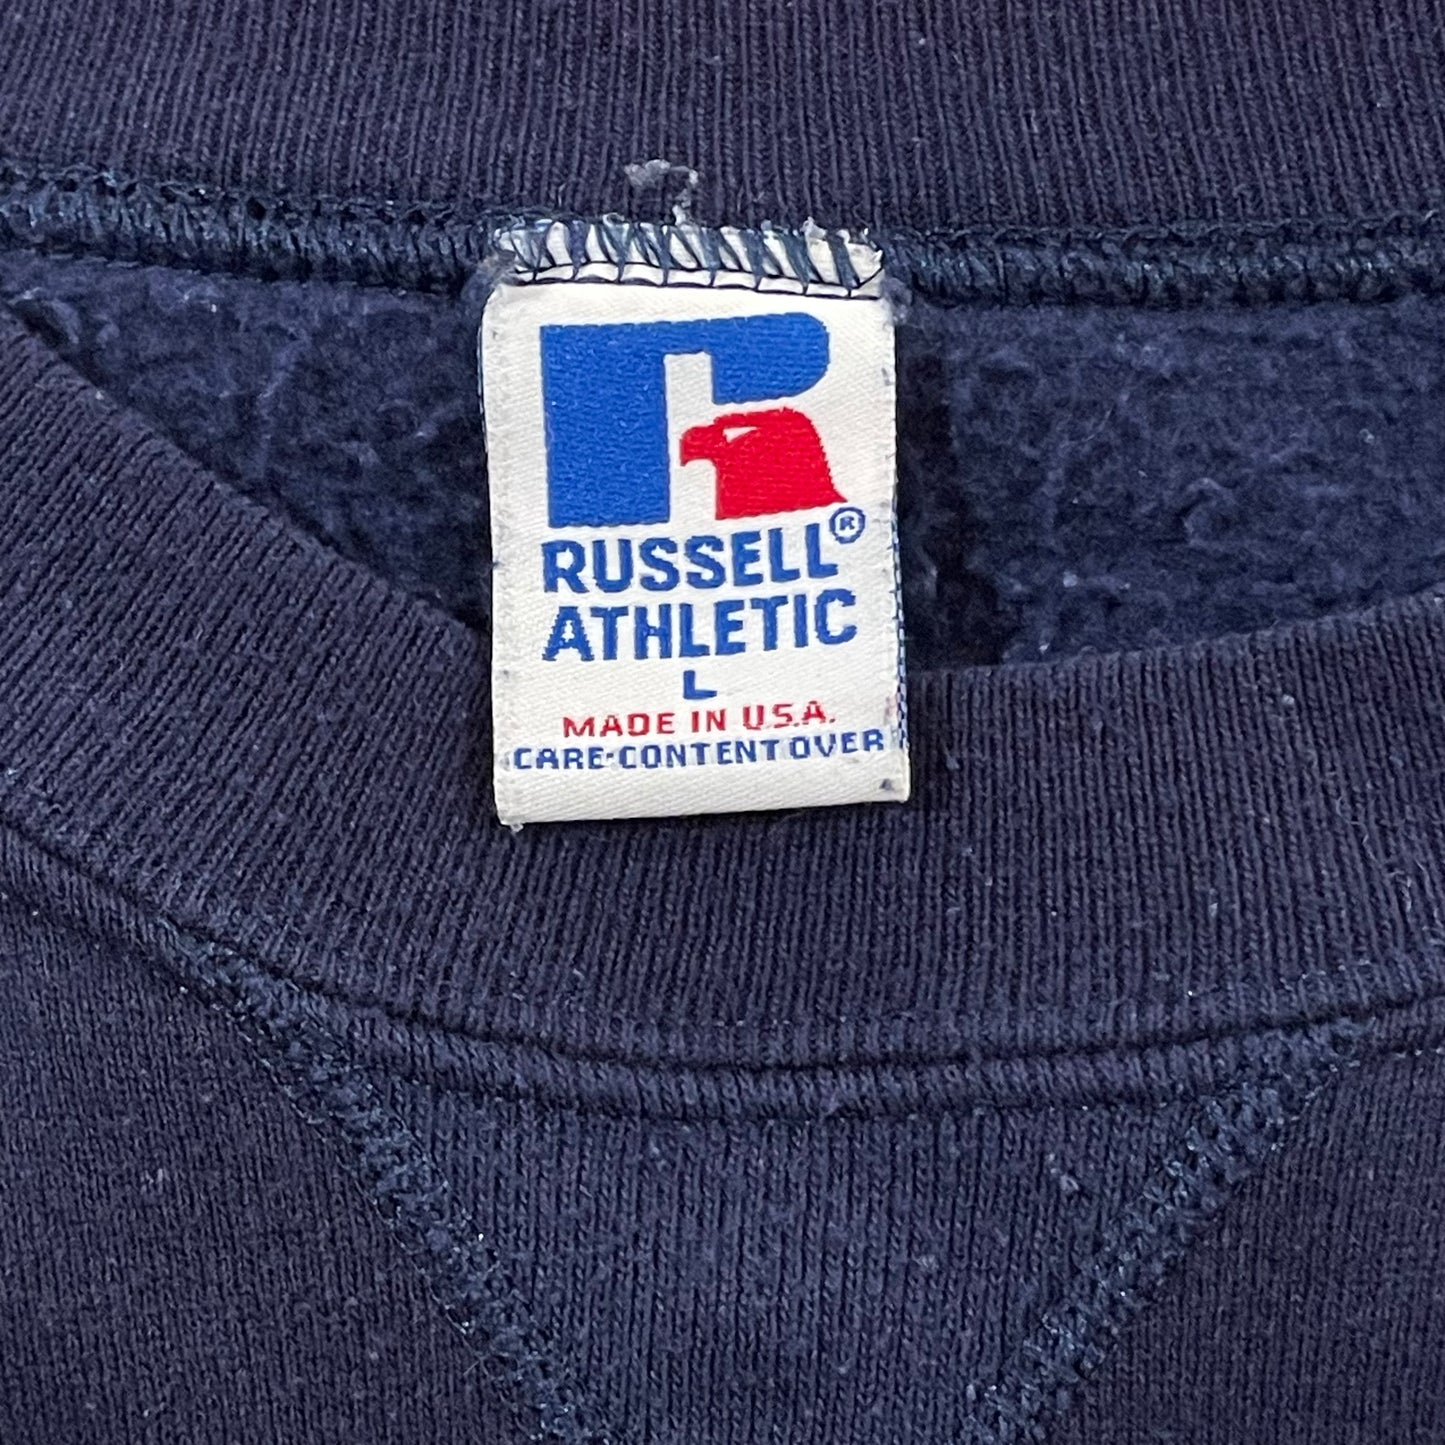 RUSSELL®
ATHLETIC
L
MADE IN U.S.A.
CARE-CONTENT OVER